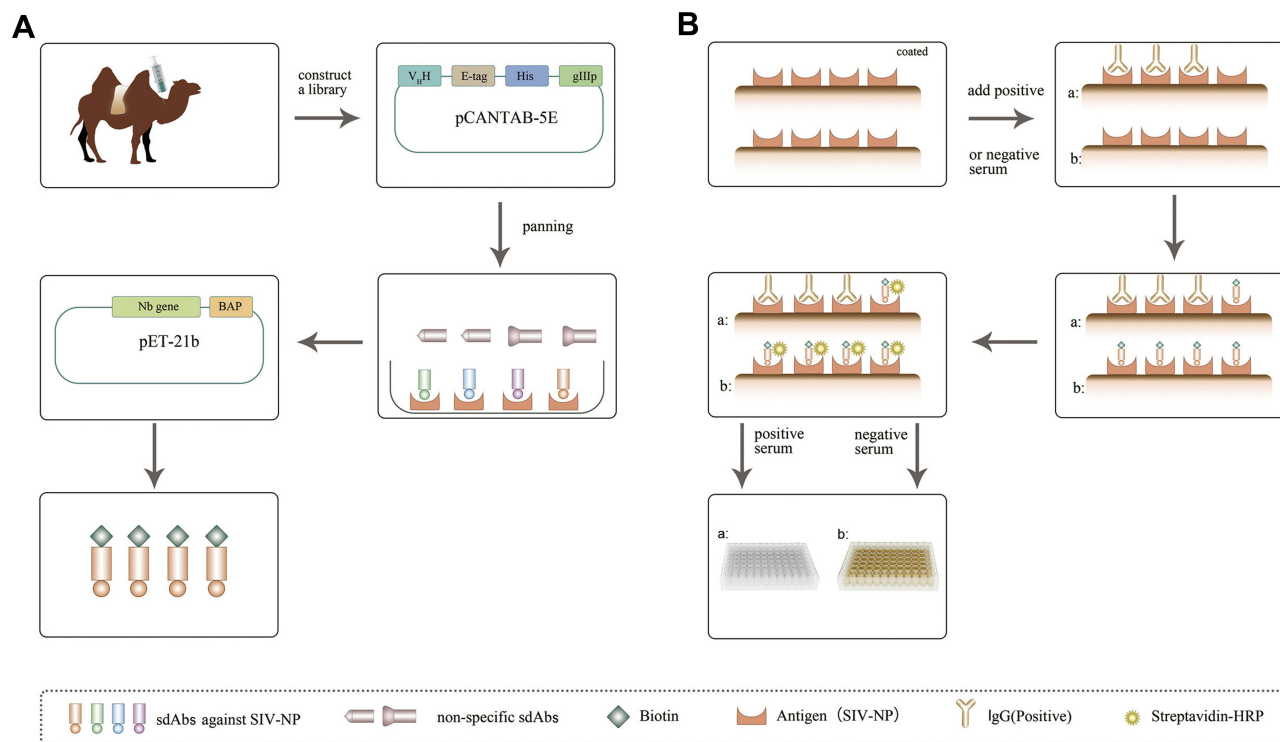 A
construct
a library
VHH
E-tag
His
gIIIp
pCANTAB-5E
panning
Nb gene
BAP
pET-21b
B
coated
add positive
or negative
serum
a:
b:
a:
b:
a:
b:
positive
serum
negative
serum
a:
b:
sdAbs against SIV-NP
non-specific sdAbs
Biotin
Antigen（SIV-NP）
IgG(Positive)
Streptavidin-HRP